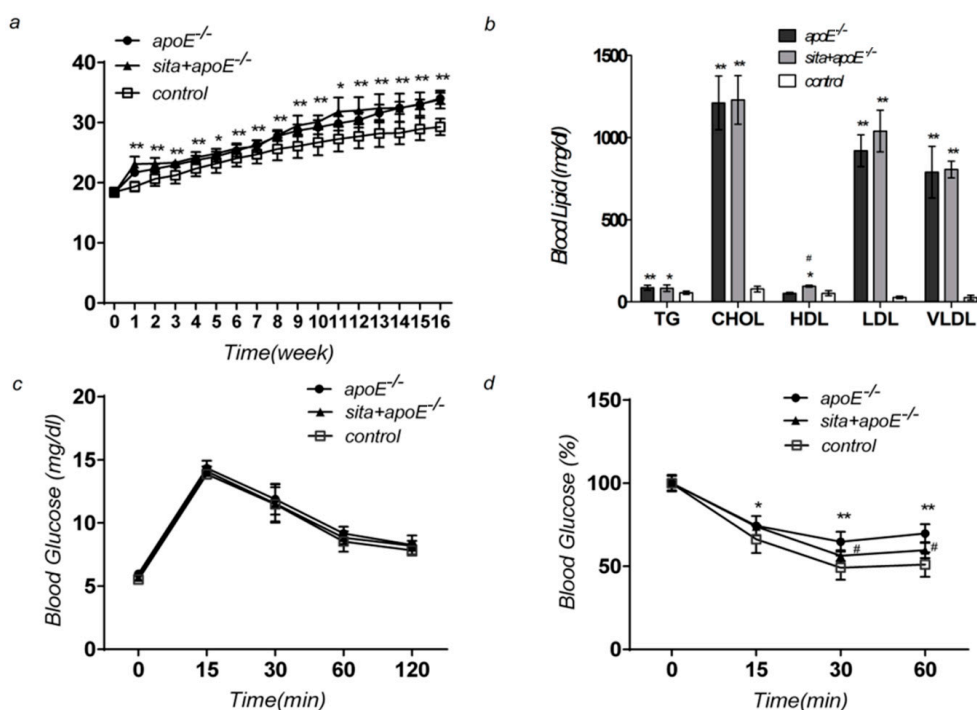 a
apoE-/-
sita+apoE-/-
control
** ** ** ** * ** ** ** ** ** * ** ** ** ** **
40
30
20
10
0
0 1 2 3 4 5 6 7 8 9 10 11 12 13 14 15 16
Time(week)
b
apoE-/-
sita+apoE-/-
control
Blood Lipid (mg/dl)
1500
1000
500
0
** *
** **
# *
** **
** **
TG CHOL HDL LDL VLDL
c
apoE-/-
sita+apoE-/-
control
Blood Glucose (mg/dl)
20
15
10
5
0
0 15 30 60 120
Time(min)
d
apoE-/-
sita+apoE-/-
control
Blood Glucose (%)
100
50
0
* ** **
# #
0 15 30 60
Time(min)